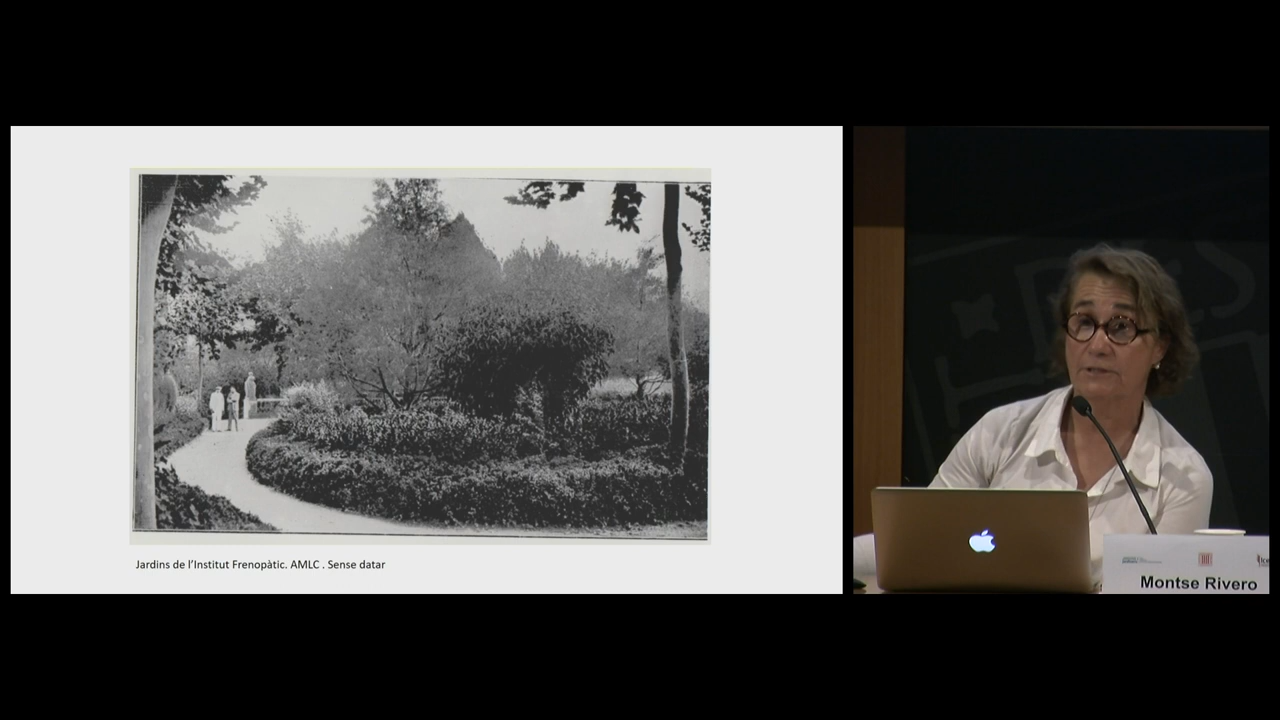 Jardins de l'Institut Frenopàtic. AMLC . Sense datar
Montse Rivero